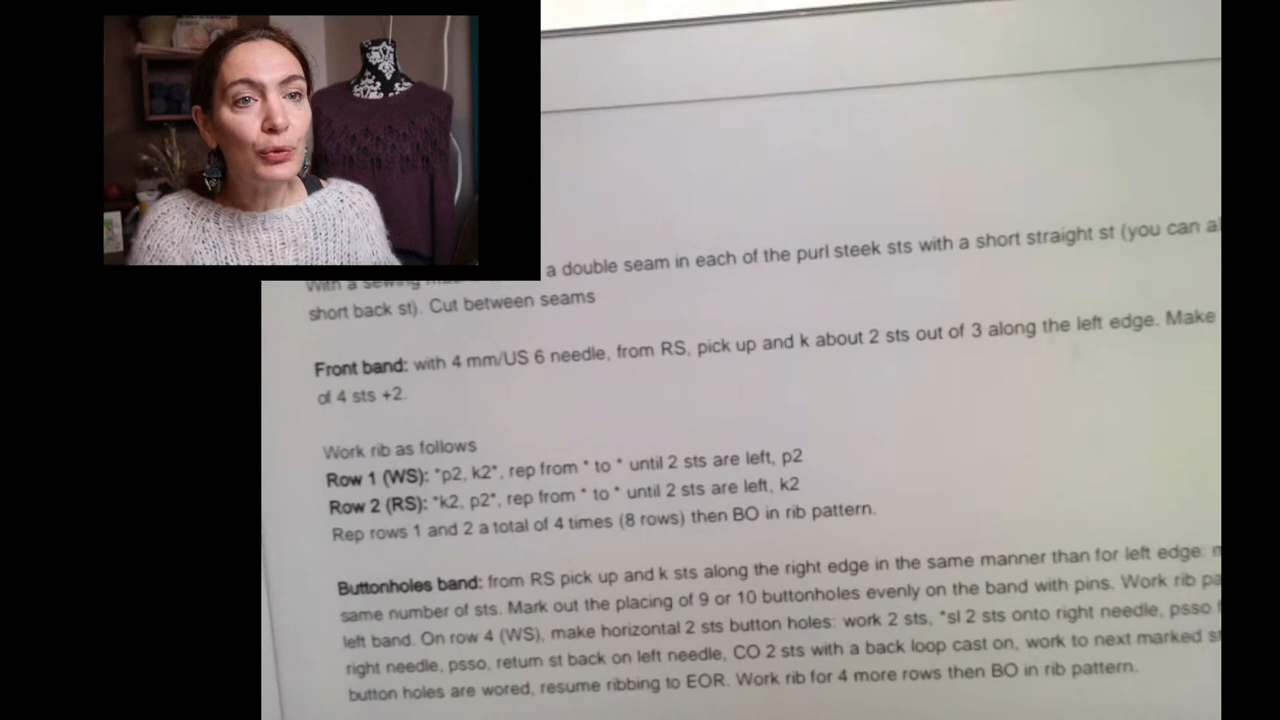 With a sewing a double seam in each of the purl steek sts with a short straight st (you can
short back st). Cut between seams
Front band: with 4 mm/US 6 needle, from RS, pick up and k about 2 sts out of 3 along the left edge. Make
of 4 sts +2.
Work rib as follows
Row 1 (WS): *p2, k2*, rep from * to * until 2 sts are left, p2
Row 2 (RS): *k2, p2*, rep from * to * until 2 sts are left, k2
Rep rows 1 and 2 a total of 4 times (8 rows) then BO in rib pattern.
Buttonholes band: from RS pick up and k sts along the right edge in the same manner than for left edge:
same number of sts. Mark out the placing of 9 or 10 buttonholes evenly on the band with pins. Work rib
left band. On row 4 (WS), make horizontal 2 sts button holes: work 2 sts, *sl 2 sts onto right needle, psso
right needle, psso, return st back on left needle, CO 2 sts with a back loop cast on, work to next marked
button holes are wored, resume ribbing to EOR. Work rib for 4 more rows then BO in rib pattern.